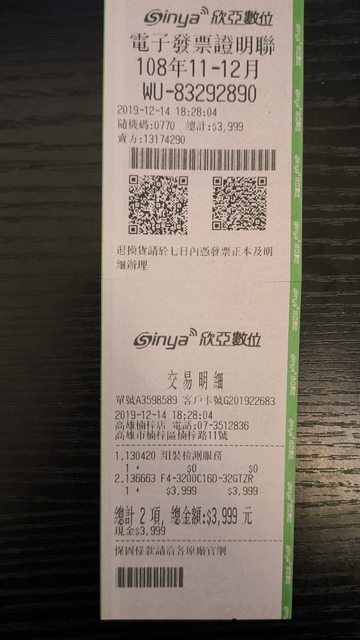 Sinya 欣亞數位
電子發票證明聯
108年11-12月
WU-83292890
2019-12-14 18:28:04
隨機碼:0770 總計:$3,999
賣方:13174290
退換貨請於七日內憑發票正本及明
細辦理
Sinya 欣亞數位
交易明細
單號A3598589 客戶卡號G201922683
2019-12-14 18:28:04
高雄楠梓店 電話:07-3512836
高雄市楠梓區楠梓路11號
1.130420 組裝檢測服務
1 * $0 $0
2.136663 F4-3200C16D-32GTZR
1 * $3,999 $3,999
總計 2 項, 總金額:$3,999 元
現金$3,999
保固條款請洽各原廠官網